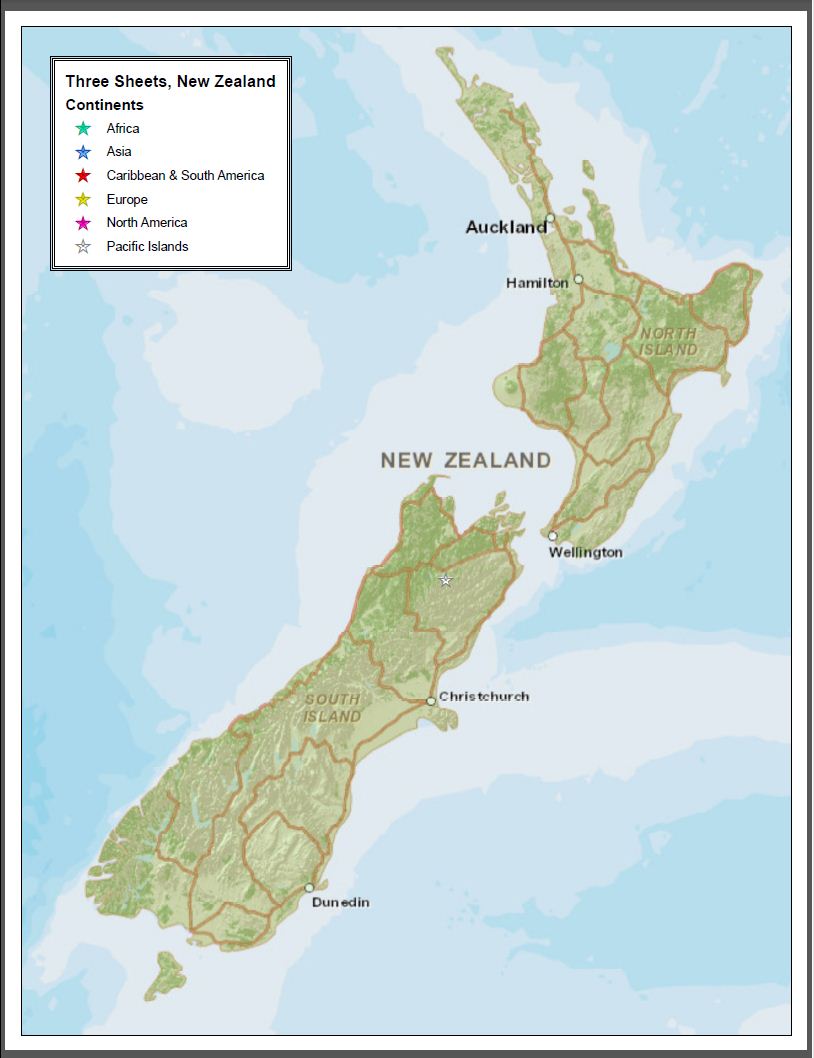 Three Sheets, New Zealand
Continents
Africa
Asia
Caribbean & South America
Europe
North America
Pacific Islands
Auckland
Hamilton
NORTH
ISLAND
NEW ZEALAND
Wellington
Christchurch
SOUTH
ISLAND
Dunedin